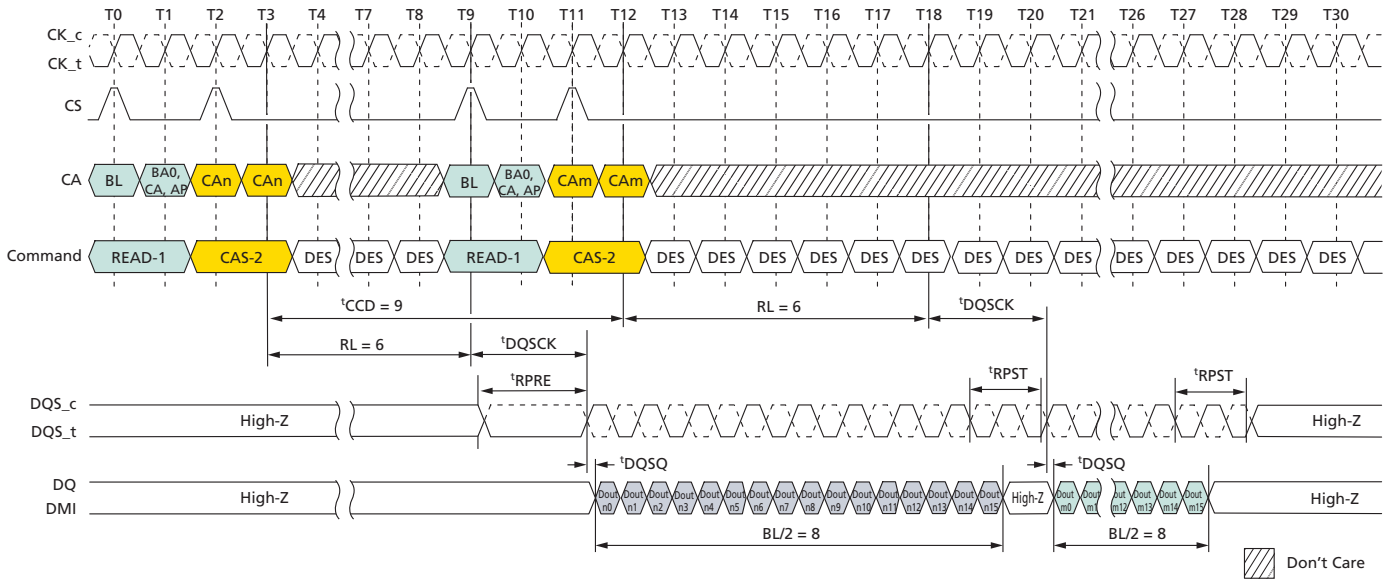 T0 T1 T2 T3 T4 T7 T8 T9 T10 T11 T12 T13 T14 T15 T16 T17 T18 T19 T20 T21 T26 T27 T28 T29 T30
CK_c
CK_t
CS
CA BL BA0, CA, AP CAn CAn BL BA0, CA, AP CAm CAm
Command READ-1 CAS-2 DES DES DES READ-1 CAS-2 DES DES DES DES DES DES DES DES DES DES DES DES DES DES
tCCD = 9 RL = 6 tDQSCK
RL = 6 tDQSCK
tRPRE tRPST tRPST
DQS_c
DQS_t
High-Z High-Z
tDQSQ tDQSQ
DQ
DMI
High-Z Dout n0 Dout n1 Dout n2 Dout n3 Dout n4 Dout n5 Dout n6 Dout n7 Dout n8 Dout n9 Dout n10 Dout n11 Dout n12 Dout n13 Dout n14 Dout n15 High-Z Dout m0 Dout m1 out m12 Dout m13 Dout m14 Dout m15 High-Z
BL/2 = 8 BL/2 = 8
Don't Care